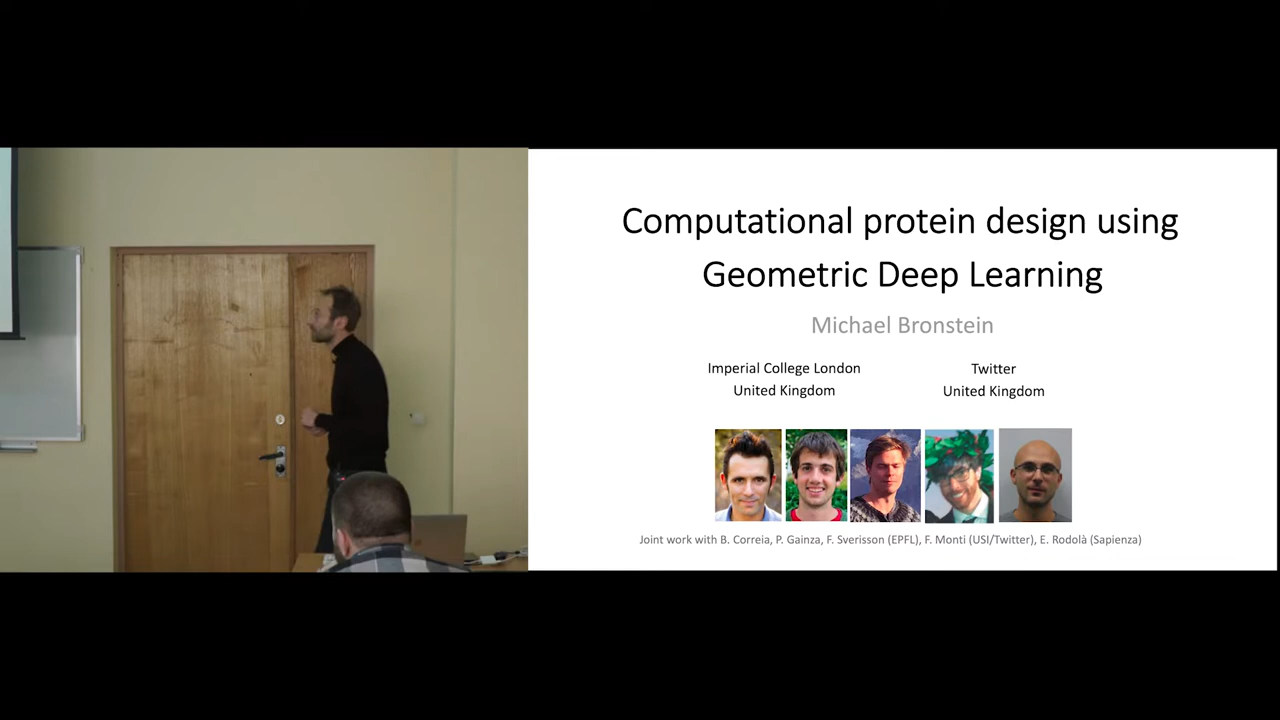 Computational protein design using
Geometric Deep Learning
Michael Bronstein
Imperial College London
United Kingdom
Twitter
United Kingdom
Joint work with B. Correia, P. Gainza, F. Sverisson (EPFL), F. Monti (USI/Twitter), E. Rodolà (Sapienza)